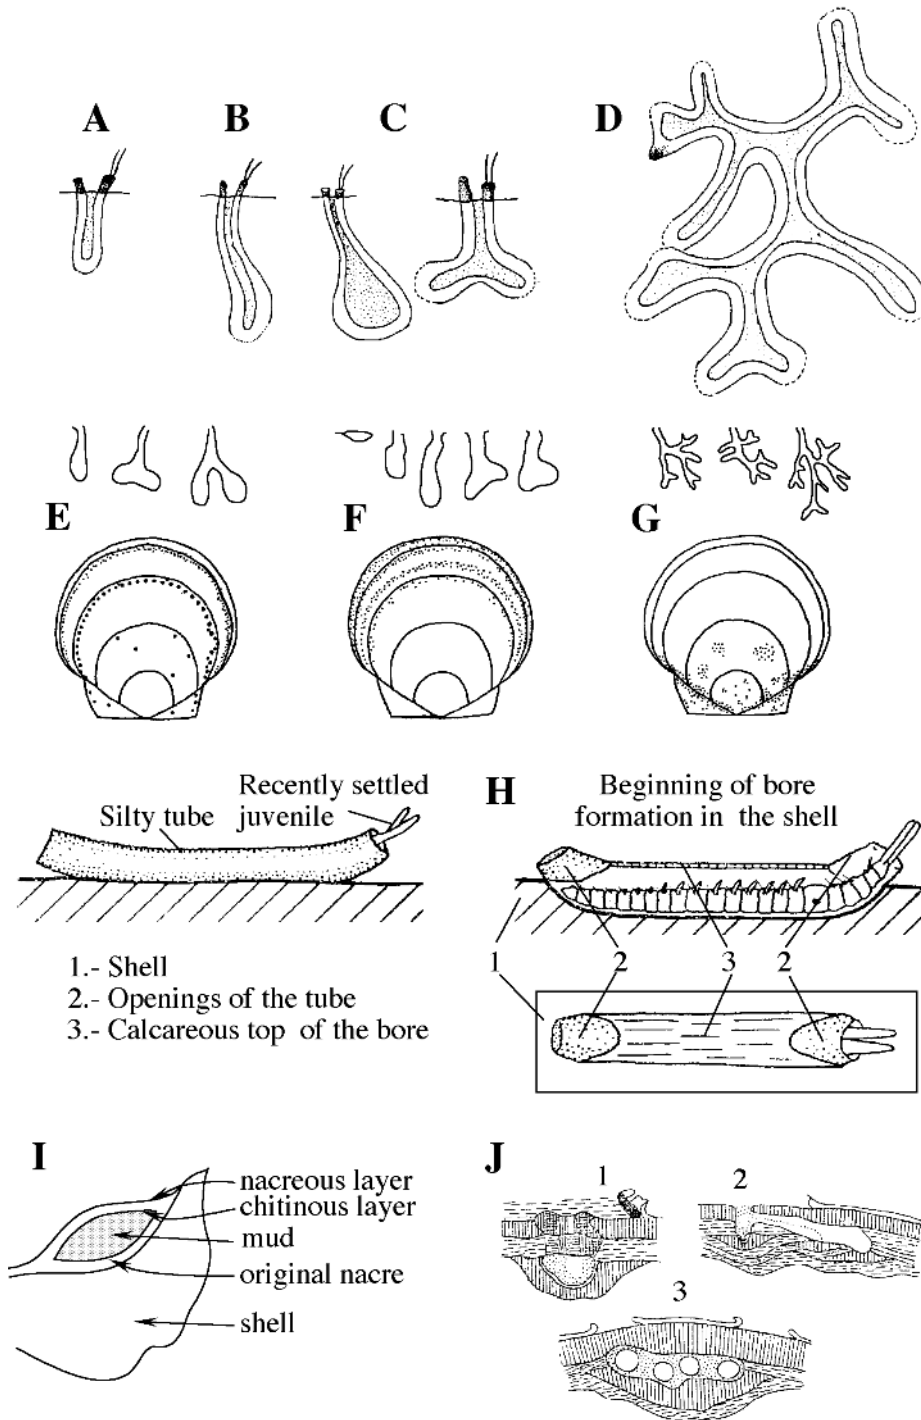 A
B
C
D
E
F
G
Silty tube
Recently settled
juvenile
H
Beginning of bore
formation in the shell
1
2
3
2
1.- Shell
2.- Openings of the tube
3.- Calcareous top of the bore
I
nacreous layer
chitinous layer
mud
original nacre
shell
J
1
2
3